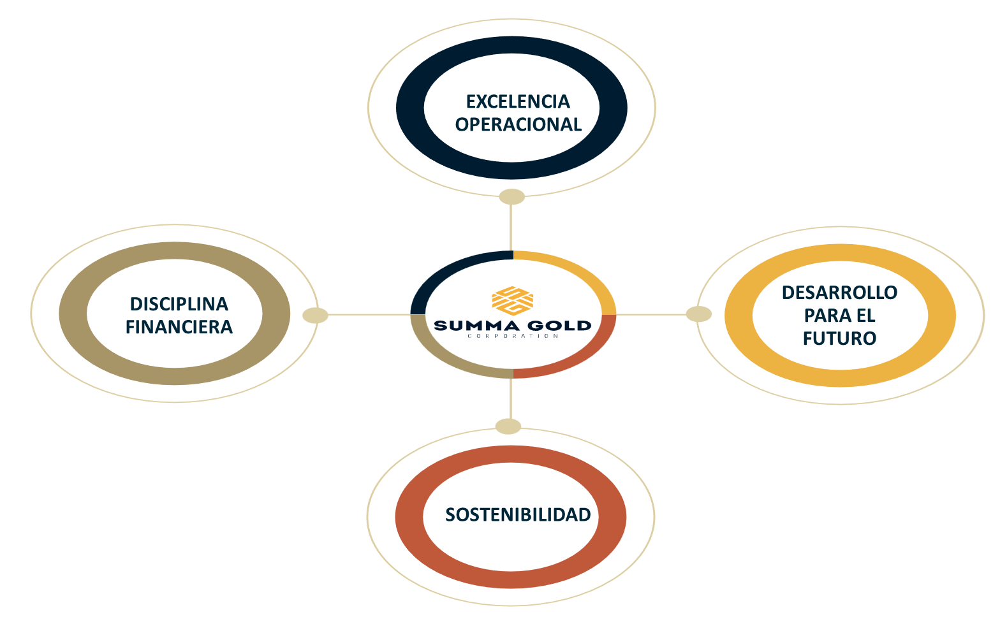 EXCELENCIA
OPERACIONAL
DISCIPLINA
FINANCIERA
SUMMA GOLD
CORPORATION
DESARROLLO
PARA EL
FUTURO
SOSTENIBILIDAD